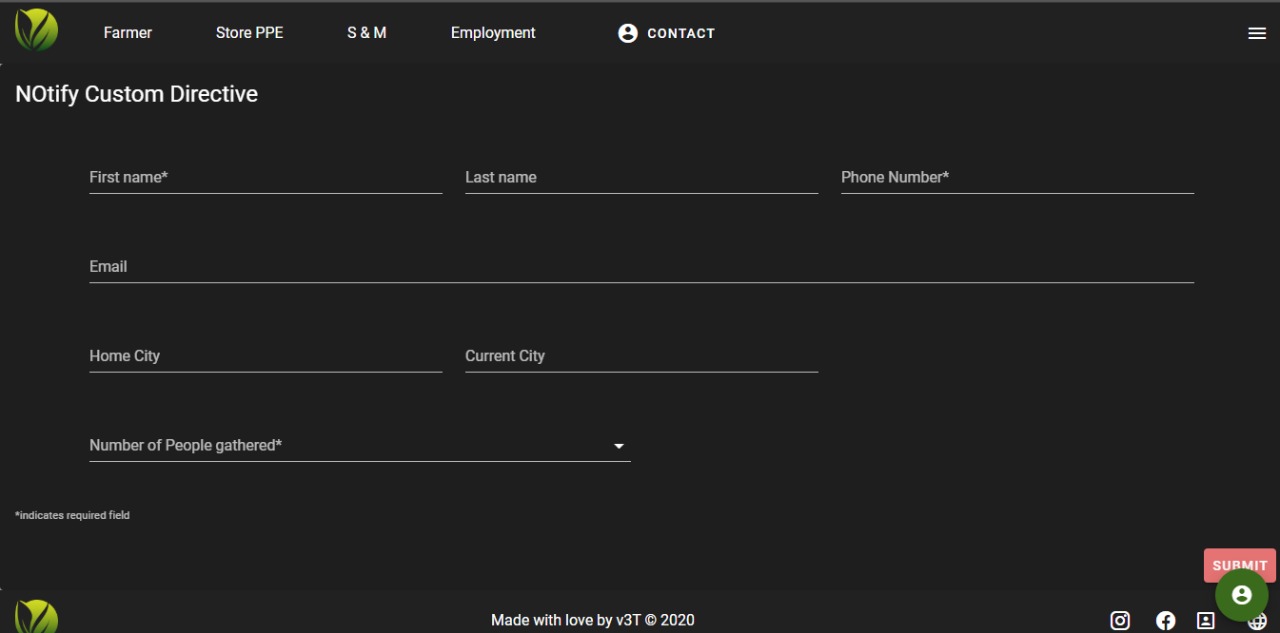 Farmer Store PPE S & M Employment CONTACT
NOtify Custom Directive
First name* Last name Phone Number*
Email
Home City Current City
Number of People gathered*
*indicates required field
SUBMIT
Made with love by v3T © 2020